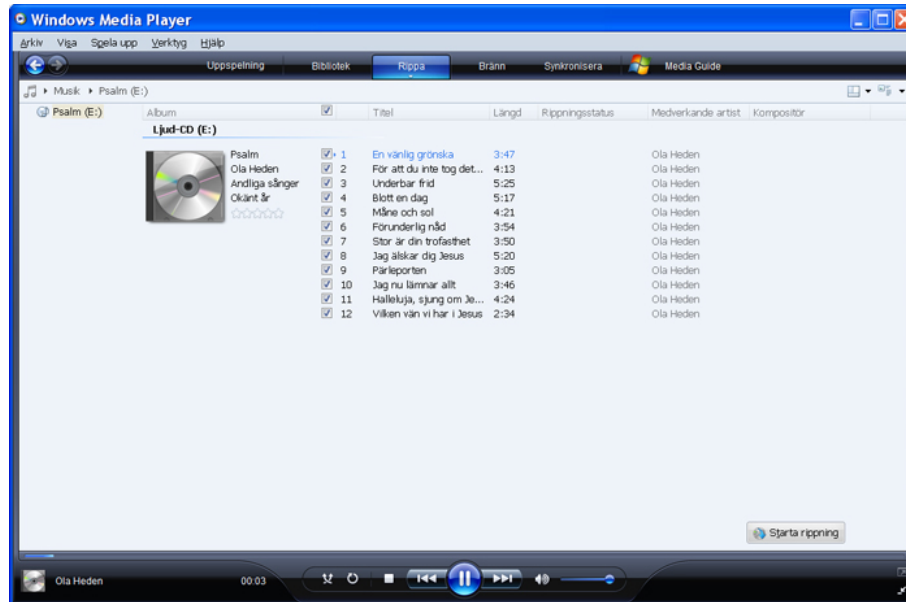 Windows Media Player
Arkiv Visa Spela upp Verktyg Hjälp
Uppspelning Bibliotek Rippa Bränn Synkronisera Media Guide
Musik Psalm (E:)
Psalm (E:) Album Titel Längd Rippningsstatus Medverkande artist Kompositör
Ljud-CD (E:)
Psalm 1 En vänlig grönska 3:47 Ola Heden
Ola Heden 2 För att du inte tog det... 4:13 Ola Heden
Andliga sånger 3 Underbar frid 5:25 Ola Heden
Okänt år 4 Blott en dag 5:17 Ola Heden
5 Måne och sol 4:21 Ola Heden
6 Förunderlig nåd 3:54 Ola Heden
7 Stor är din trofasthet 3:50 Ola Heden
8 Jag älskar dig Jesus 5:20 Ola Heden
9 Pärleporten 3:05 Ola Heden
10 Jag nu lämnar allt 3:46 Ola Heden
11 Halleluja, sjung om Je... 4:24 Ola Heden
12 Vilken vän vi har i Jesus 2:34 Ola Heden
Starta rippning
Ola Heden 00:03